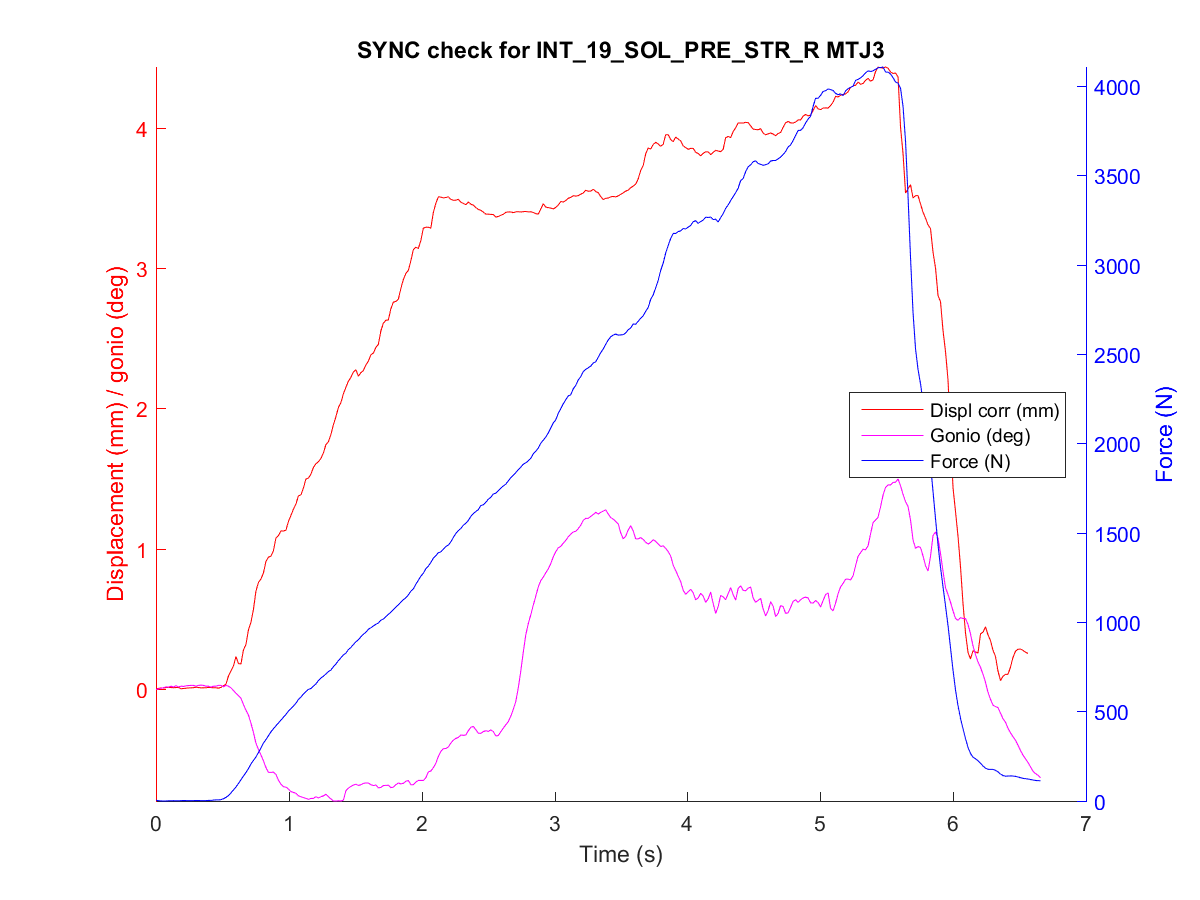 SYNC check for INT_19_SOL_PRE_STR_R MTJ3
Displacement (mm) / gonio (deg)
4
3
2
1
0
4000
3500
3000
2500
2000
1500
1000
500
0
Force (N)
Displ corr (mm)
Gonio (deg)
Force (N)
0 1 2 3 4 5 6 7
Time (s)